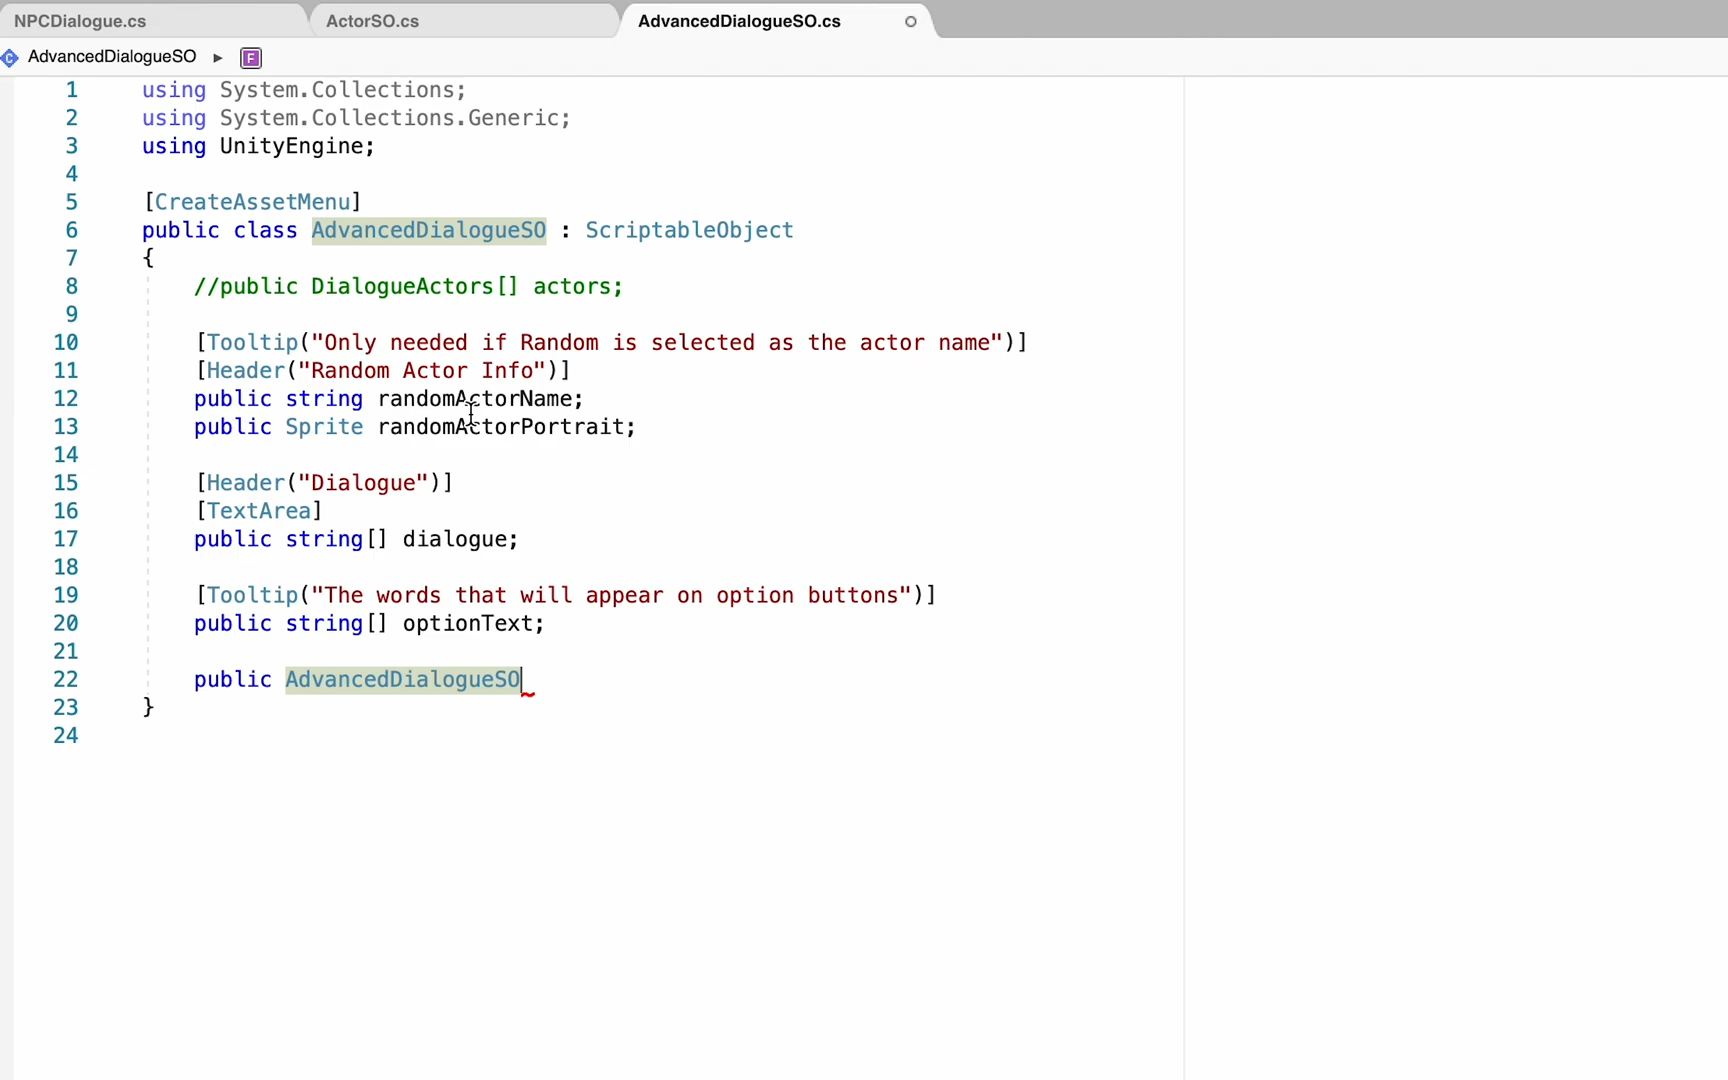 NPCDialogue.cs
ActorSO.cs
AdvancedDialogueSO.cs
AdvancedDialogueSO ▸ F
1 using System.Collections;
2 using System.Collections.Generic;
3 using UnityEngine;
4
5 [CreateAssetMenu]
6 public class AdvancedDialogueSO : ScriptableObject
7 {
8 //public DialogueActors[] actors;
9
10 [Tooltip("Only needed if Random is selected as the actor name")]
11 [Header("Random Actor Info")]
12 public string randomActorName;
13 public Sprite randomActorPortrait;
14
15 [Header("Dialogue")]
16 [TextArea]
17 public string[] dialogue;
18
19 [Tooltip("The words that will appear on option buttons")]
20 public string[] optionText;
21
22 public AdvancedDialogueSO
23 }
24